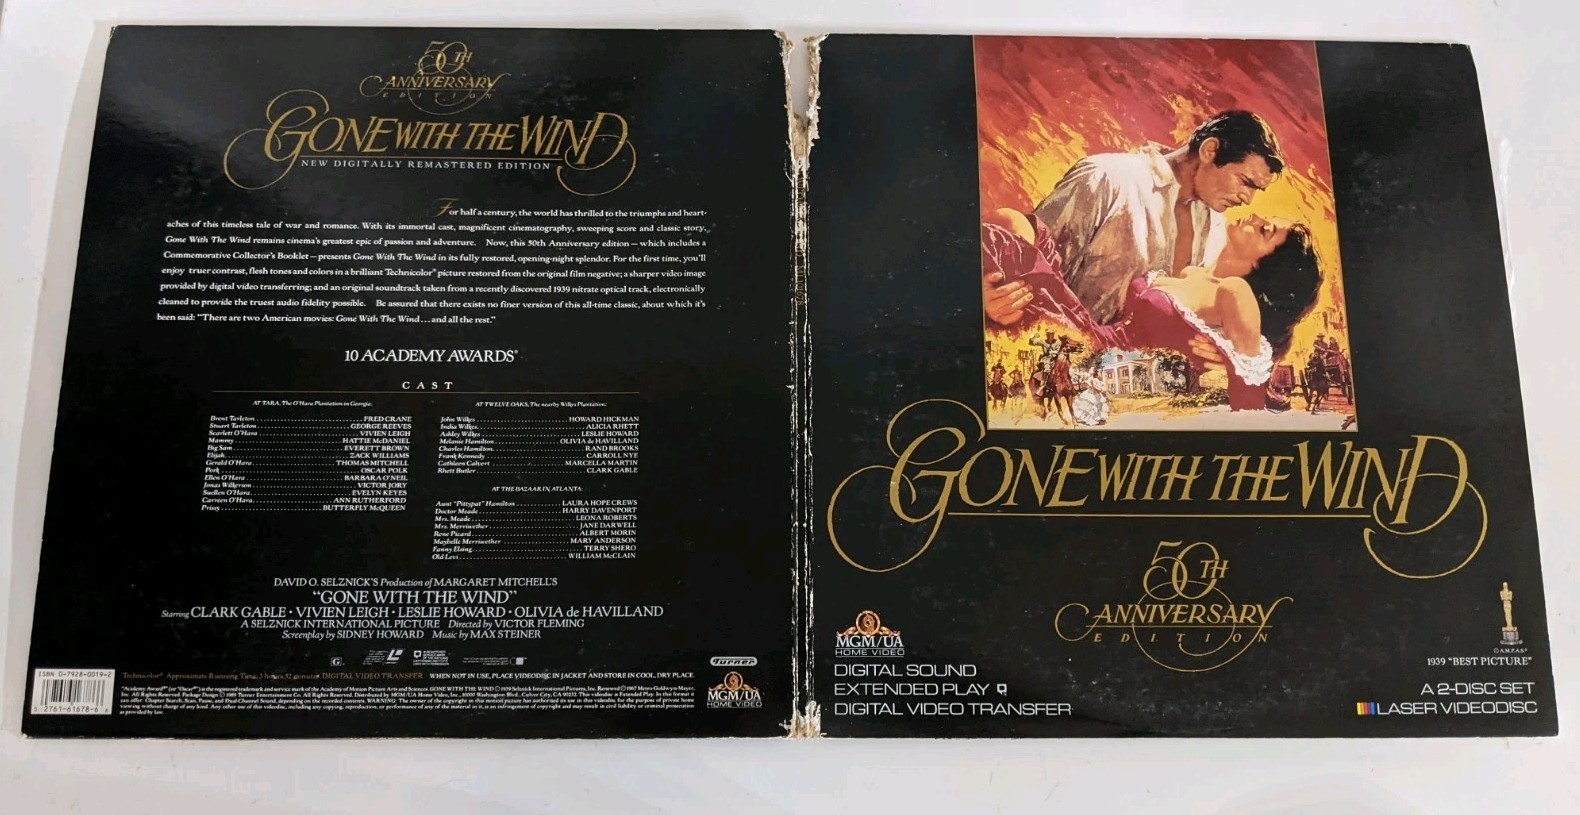 50TH
ANNIVERSARY
EDITION
GONE WITH THE WIND
NEW DIGITALLY REMASTERED EDITION
For half a century, the world has thrilled to the triumphs and heart-
aches of this timeless tale of war and romance. With its immortal cast, magnificent cinematography, sweeping score and classic story,
Gone With The Wind remains cinema's greatest epic of passion and adventure. Now, this 50th Anniversary edition — which includes a
Commemorative Collector's Booklet — presents Gone With The Wind in its fully restored, opening-night splendor. For the first time, you'll
enjoy truer contrast, flesh tones and colors in a brilliant Technicolor® picture restored from the original film negative; a sharper video image
provided by digital video transferring; and an original soundtrack taken from a recently discovered 1939 nitrate optical track, electronically
cleaned to provide the truest audio fidelity possible. Be assured that there exists no finer version of this all-time classic, about which it's
been said: "There are two American movies: Gone With The Wind... and all the rest."
10 ACADEMY AWARDS®
CAST
AT TARA, The O'Hara Plantation in Georgia:
Brent Tarleton FRED CRANE
Stuart Tarleton GEORGE REEVES
Scarlett O'Hara VIVIEN LEIGH
Mammy HATTIE McDANIEL
Big Sam EVERETT BROWN
Elijah ZACK WILLIAMS
Gerald O'Hara THOMAS MITCHELL
Pork OSCAR POLK
Ellen O'Hara BARBARA O'NEIL
Jonas Wilkerson VICTOR JORY
Suellen O'Hara EVELYN KEYES
Carreen O'Hara ANN RUTHERFORD
Prissy BUTTERFLY McQUEEN
AT TWELVE OAKS, The nearby Wilkes Plantation:
John Wilkes HOWARD HICKMAN
India Wilkes ALICIA RHETT
Ashley Wilkes LESLIE HOWARD
Melanie Hamilton OLIVIA de HAVILLAND
Charles Hamilton RAND BROOKS
Frank Kennedy CARROLL NYE
Cathleen Calvert MARCELLA MARTIN
Rhett Butler CLARK GABLE
AT THE BAZAAR IN ATLANTA:
Aunt "Pittypat" Hamilton LAURA HOPE CREWS
Doctor Meade HARRY DAVENPORT
Mrs. Meade LEONA ROBERTS
Mrs. Merriwether JANE DARWELL
Rene Picard ALBERT MORIN
Maybelle Merriwether MARY ANDERSON
Fanny Elsing TERRY SHERO
Old Levi WILLIAM McCLAIN
DAVID O. SELZNICK'S Production of MARGARET MITCHELL'S
"GONE WITH THE WIND"
Starring CLARK GABLE · VIVIEN LEIGH · LESLIE HOWARD · OLIVIA de HAVILLAND
A SELZNICK INTERNATIONAL PICTURE Directed by VICTOR FLEMING
Screenplay by SIDNEY HOWARD Music by MAX STEINER
G
Turner
ISBN 0-7928-0019-2
Technicolor® Approximate Running Time: 3 hours 52 minutes DIGITAL VIDEO TRANSFER WHEN NOT IN USE, PLACE VIDEODISC IN JACKET AND STORE IN COOL, DRY PLACE.
MGM/UA
HOME VIDEO
GONE WITH THE WIND
50TH
ANNIVERSARY
EDITION
MGM/UA
HOME VIDEO
DIGITAL SOUND
EXTENDED PLAY
DIGITAL VIDEO TRANSFER
©A.M.P.A.S.®
1939 "BEST PICTURE"
A 2-DISC SET
LASER VIDEODISC